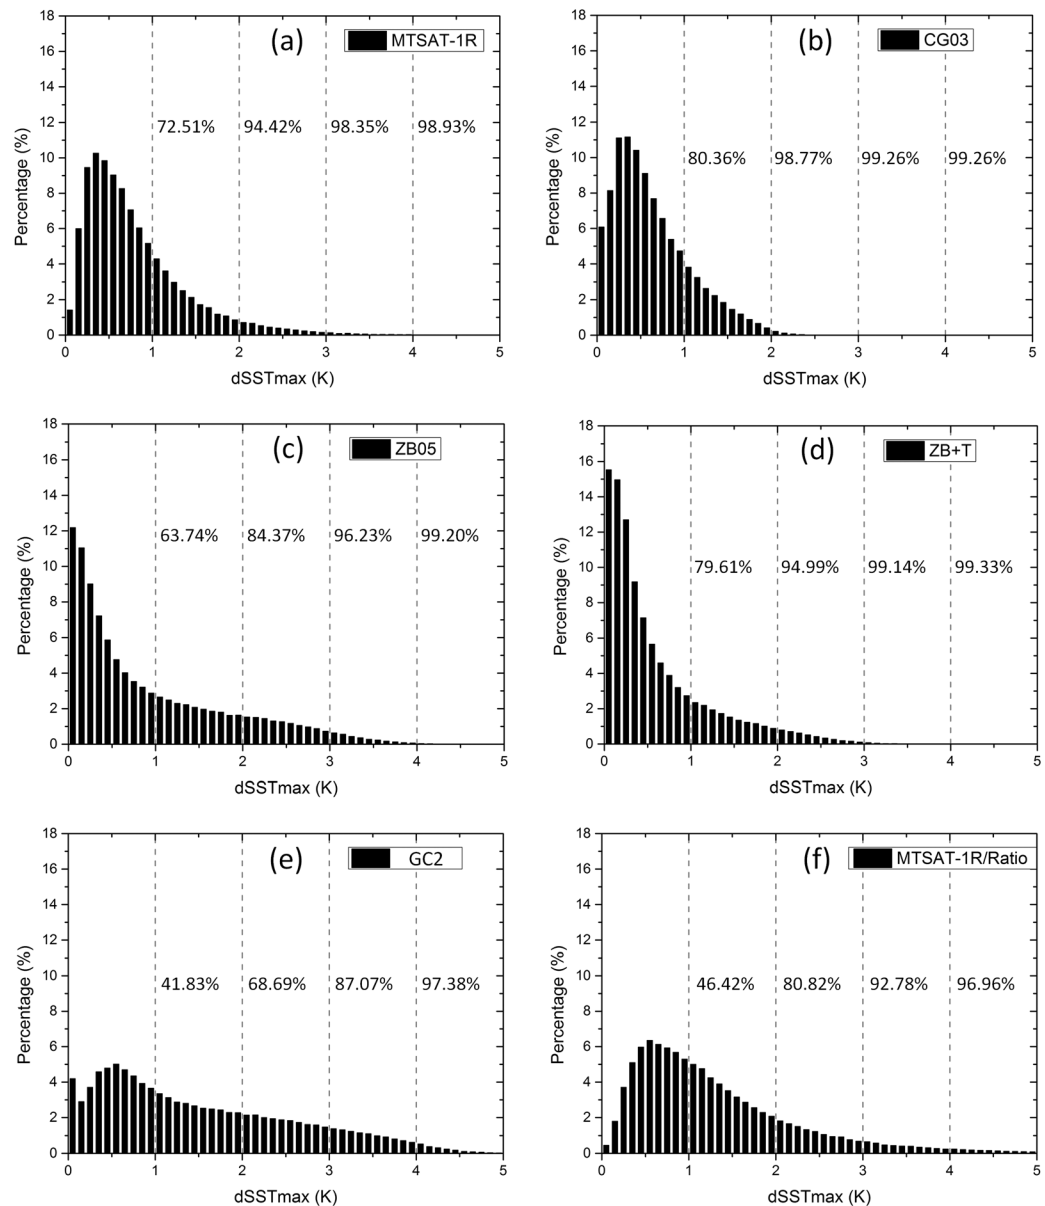 (a)
MTSAT-1R
72.51% 94.42% 98.35% 98.93%
Percentage (%)
18
16
14
12
10
8
6
4
2
0
0 1 2 3 4 5
dSSTmax (K)
(b)
CG03
80.36% 98.77% 99.26% 99.26%
Percentage (%)
18
16
14
12
10
8
6
4
2
0
0 1 2 3 4 5
dSSTmax (K)
(c)
ZB05
63.74% 84.37% 96.23% 99.20%
Percentage (%)
18
16
14
12
10
8
6
4
2
0
0 1 2 3 4 5
dSSTmax (K)
(d)
ZB+T
79.61% 94.99% 99.14% 99.33%
Percentage (%)
18
16
14
12
10
8
6
4
2
0
0 1 2 3 4 5
dSSTmax (K)
(e)
GC2
41.83% 68.69% 87.07% 97.38%
Percentage (%)
18
16
14
12
10
8
6
4
2
0
0 1 2 3 4 5
dSSTmax (K)
(f)
MTSAT-1R/Ratio
46.42% 80.82% 92.78% 96.96%
Percentage (%)
18
16
14
12
10
8
6
4
2
0
0 1 2 3 4 5
dSSTmax (K)